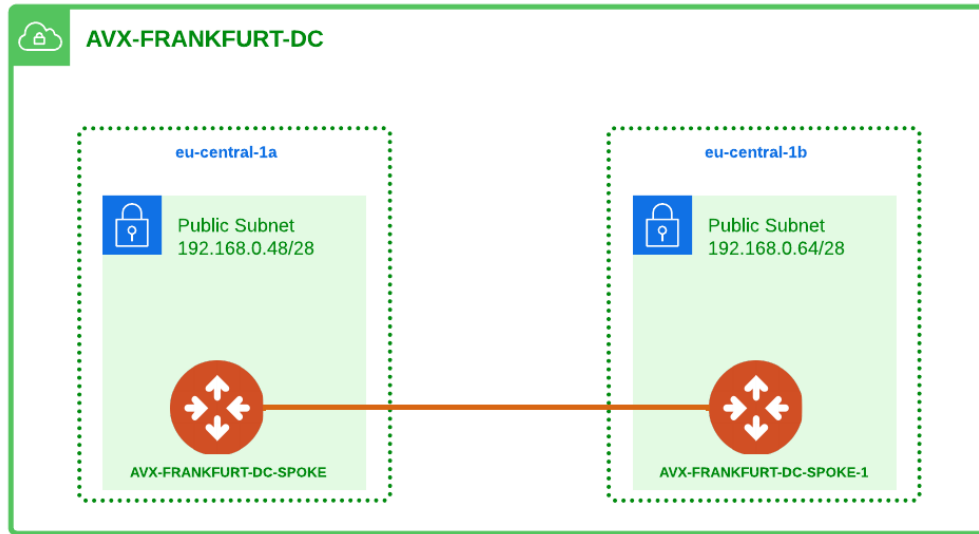 AVX-FRANKFURT-DC
eu-central-1a
Public Subnet
192.168.0.48/28
AVX-FRANKFURT-DC-SPOKE
eu-central-1b
Public Subnet
192.168.0.64/28
AVX-FRANKFURT-DC-SPOKE-1